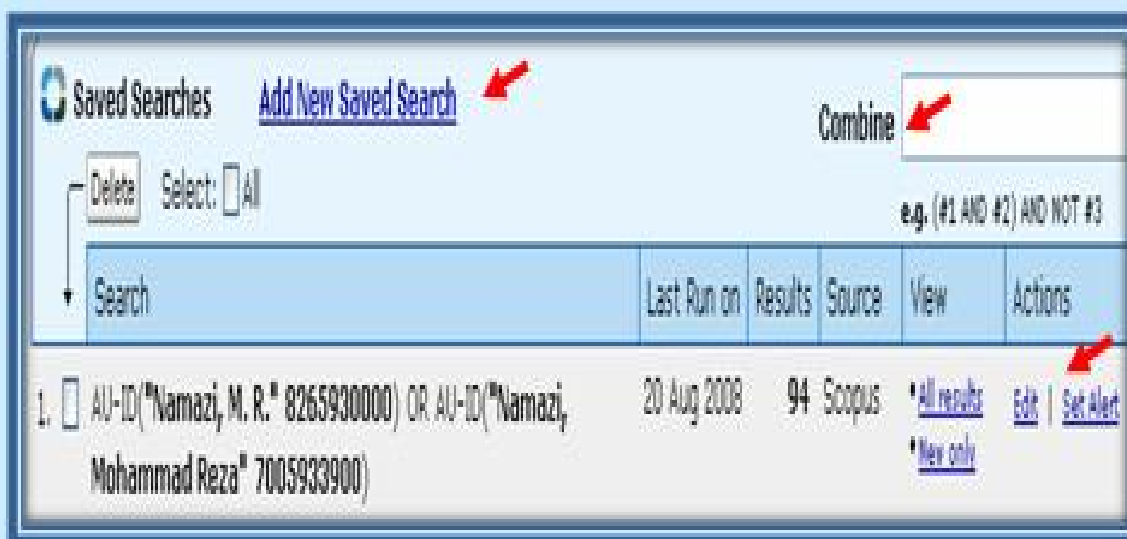 Saved Searches Add New Saved Search
Combine
Delete Select: All
e.g. (#1 AND #2) AND NOT #3
Search Last Run on Results Source View Actions
1. AU-ID("Namazi, M. R." 8265930000) OR AU-ID("Namazi, 20 Aug 2008 94 Scopus All results Edit | Set Alert
Mohammad Reza" 7005933900) New only